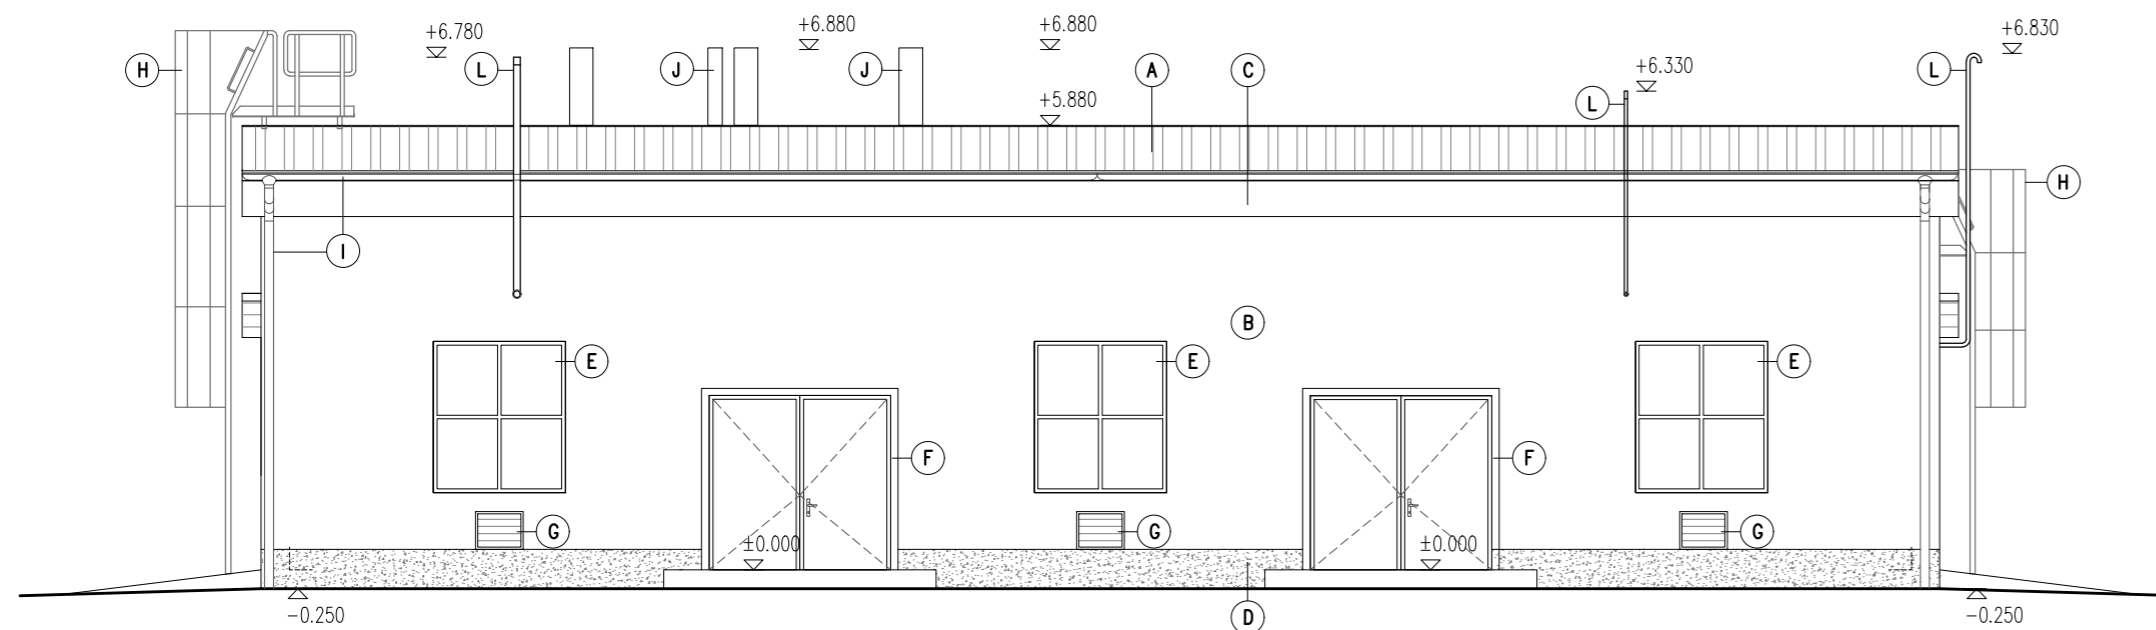 +6.780
+6.880
+6.880
+6.830
H
L
J
J
A
C
+6.330
L
L
+5.880
H
I
B
E
E
E
F
F
G
G
G
±0.000
±0.000
-0.250
D
-0.250